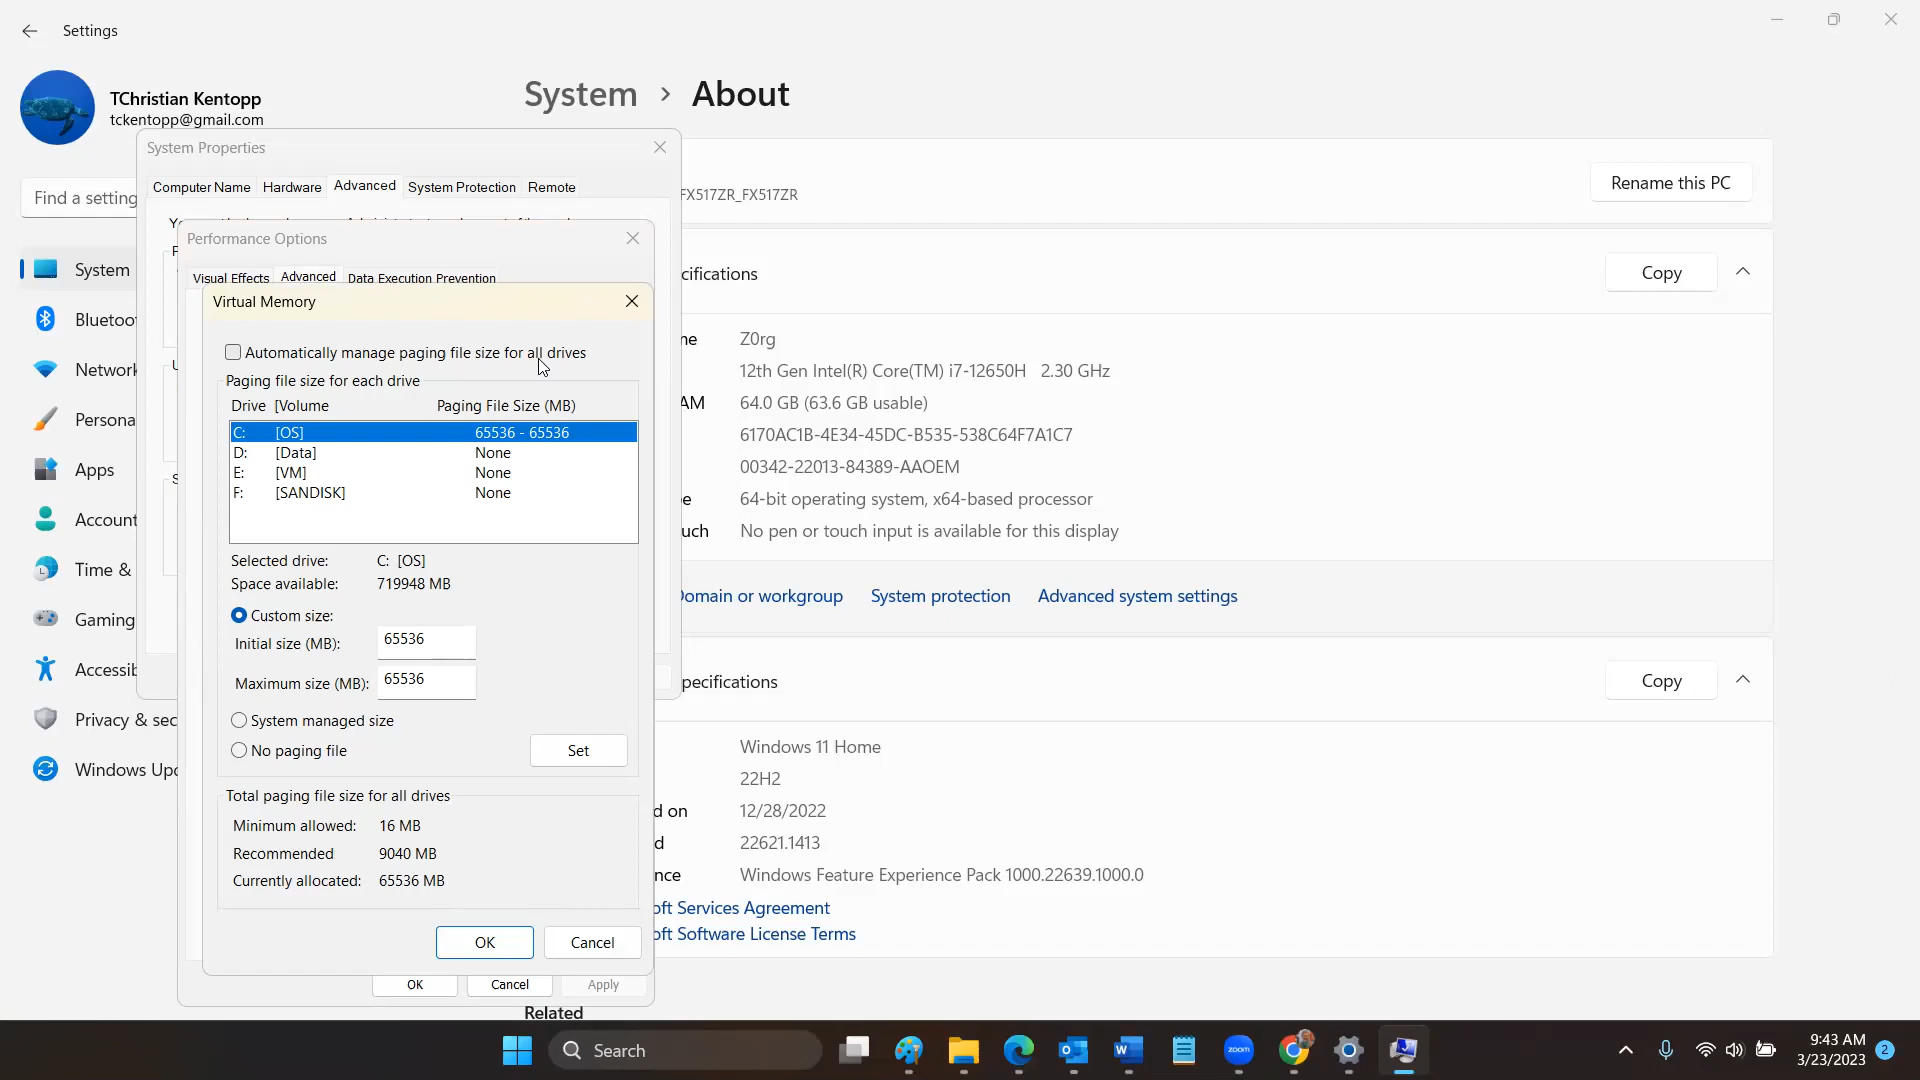 Settings
TChristian Kentopp
tckentopp@gmail.com
System > About
Find a setting
System
Bluetoo
Network
Persona
Apps
Account
Time &
Gaming
Accessib
Privacy & sec
Windows Upd
System Properties
Computer Name Hardware Advanced System Protection Remote
Performance Options
Visual Effects Advanced Data Execution Prevention
Virtual Memory
Automatically manage paging file size for all drives
Paging file size for each drive
Drive [Volume Paging File Size (MB)
C: [OS] 65536 - 65536
D: [Data] None
E: [VM] None
F: [SANDISK] None
Selected drive: C: [OS]
Space available: 719948 MB
Custom size:
Initial size (MB): 65536
Maximum size (MB): 65536
System managed size
No paging file Set
Total paging file size for all drives
Minimum allowed: 16 MB
Recommended 9040 MB
Currently allocated: 65536 MB
OK Cancel
OK Cancel Apply
FX517ZR_FX517ZR
Rename this PC
cifications
Copy
ne Z0rg
12th Gen Intel(R) Core(TM) i7-12650H 2.30 GHz
AM 64.0 GB (63.6 GB usable)
6170AC1B-4E34-45DC-B535-538C64F7A1C7
00342-22013-84389-AAOEM
e 64-bit operating system, x64-based processor
uch No pen or touch input is available for this display
Domain or workgroup System protection Advanced system settings
pecifications
Copy
Windows 11 Home
22H2
d on 12/28/2022
d 22621.1413
nce Windows Feature Experience Pack 1000.22639.1000.0
oft Services Agreement
oft Software License Terms
Related
Search
zoom
9:43 AM
3/23/2023
2